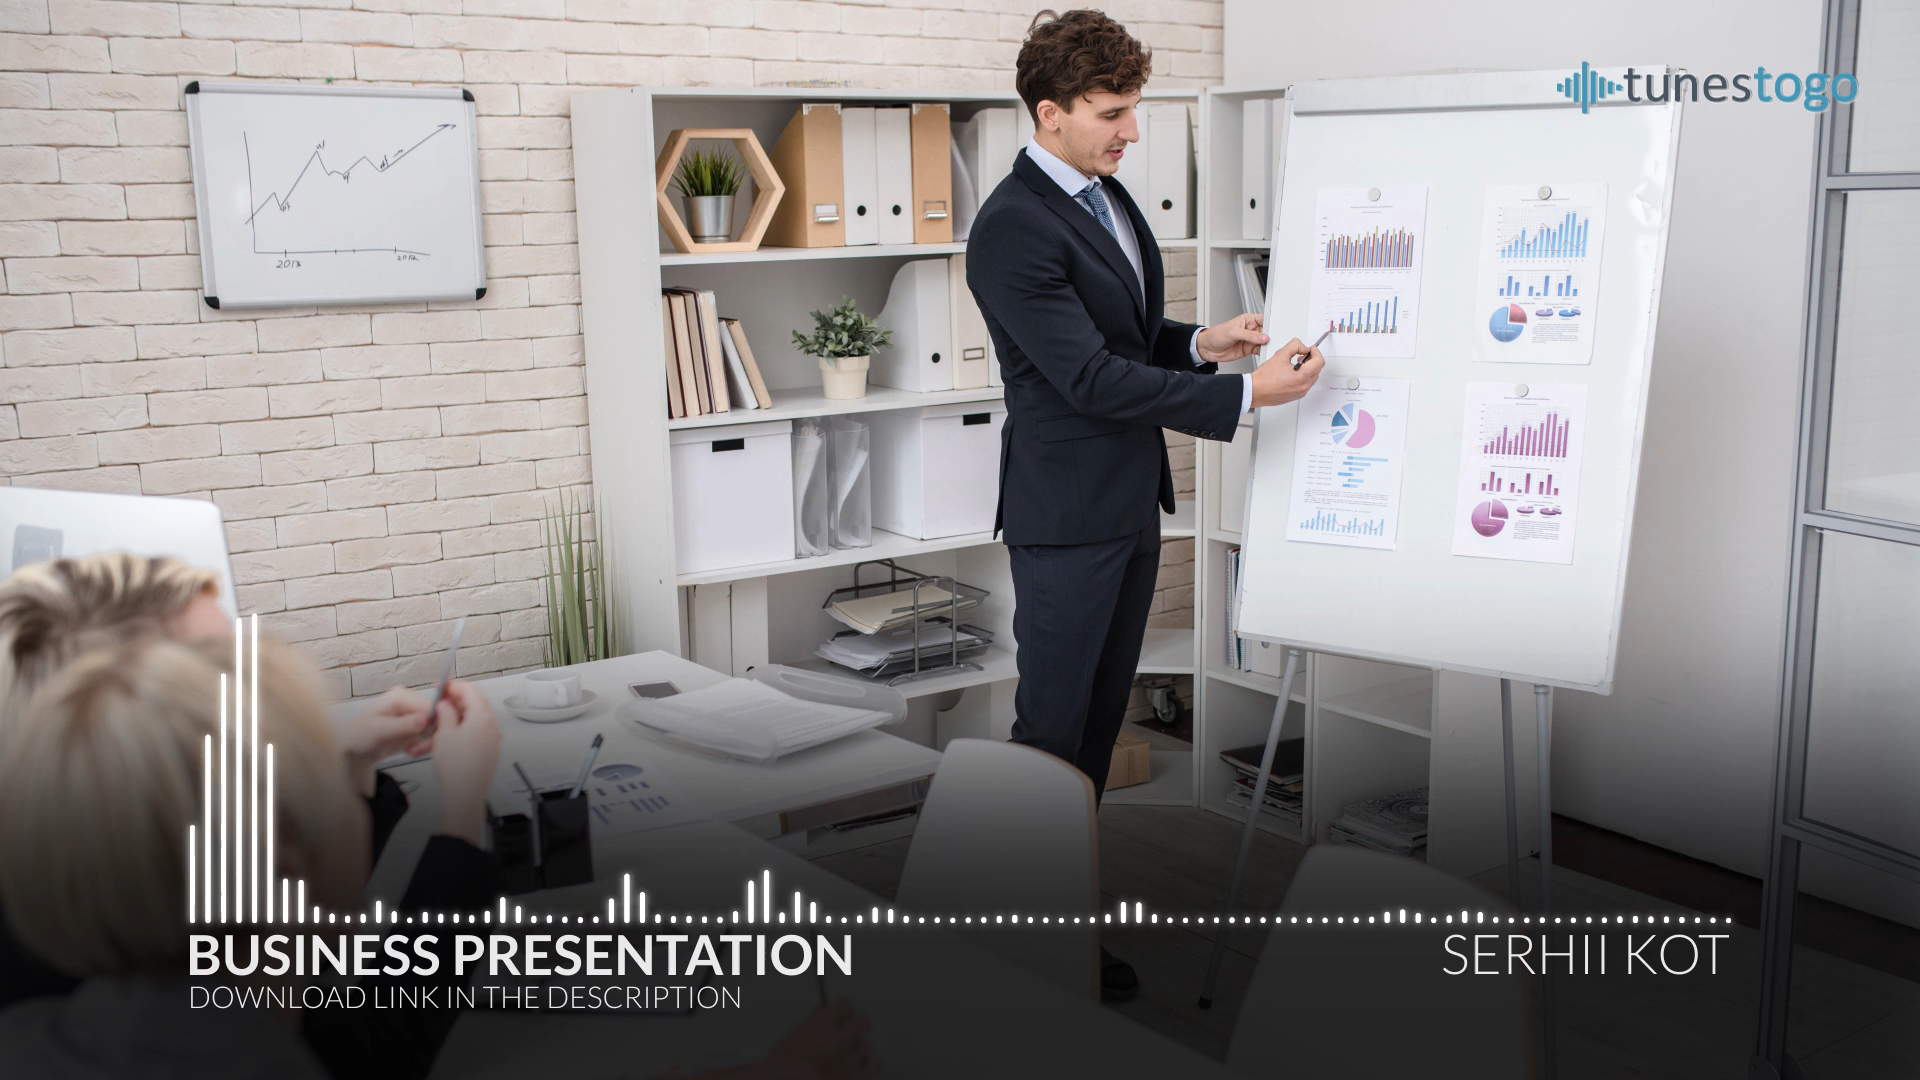 tunestogo
2013
BUSINESS PRESENTATION
SERHII KOT
DOWNLOAD LINK IN THE DESCRIPTION